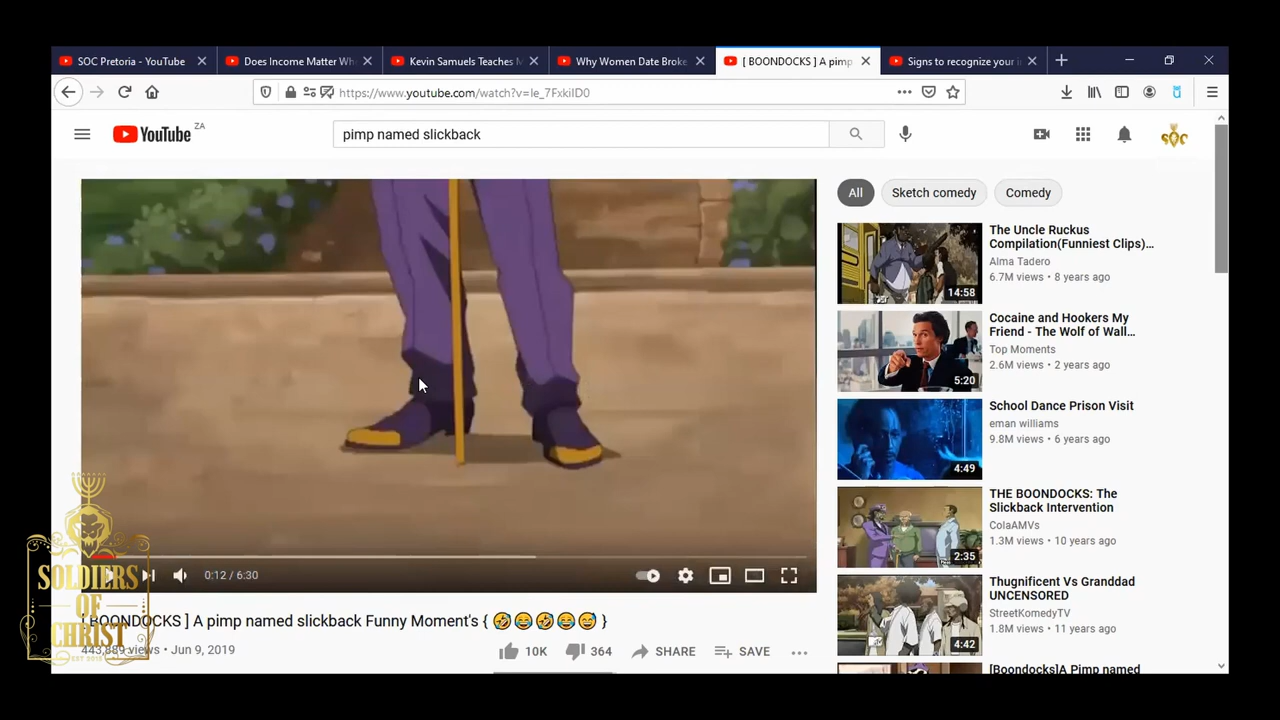 SOC Pretoria - YouTube
Does Income Matter Wh
Kevin Samuels Teaches M
Why Women Date Broke
[ BOONDOCKS ] A pimp
Signs to recognize your i
https://www.youtube.com/watch?v=le_7FxkiID0
YouTube ZA
pimp named slickback
SOC
All
Sketch comedy
Comedy
The Uncle Ruckus
Compilation(Funniest Clips)...
Alma Tadero
6.7M views • 8 years ago
14:58
Cocaine and Hookers My
Friend - The Wolf of Wall...
Top Moments
2.6M views • 2 years ago
5:20
School Dance Prison Visit
eman williams
9.8M views • 6 years ago
4:49
THE BOONDOCKS: The
Slickback Intervention
ColaAMVs
1.3M views • 10 years ago
2:35
Thugnificent Vs Granddad
UNCENSORED
StreetKomedyTV
1.8M views • 11 years ago
4:42
[Boondocks]A Pimp named
0:12 / 6:30
[ BOONDOCKS ] A pimp named slickback Funny Moment's { 🤣😂🤣😂😅 }
443,889 views • Jun 9, 2019
10K
364
SHARE
SAVE
SOLDIERS
OF
CHRIST